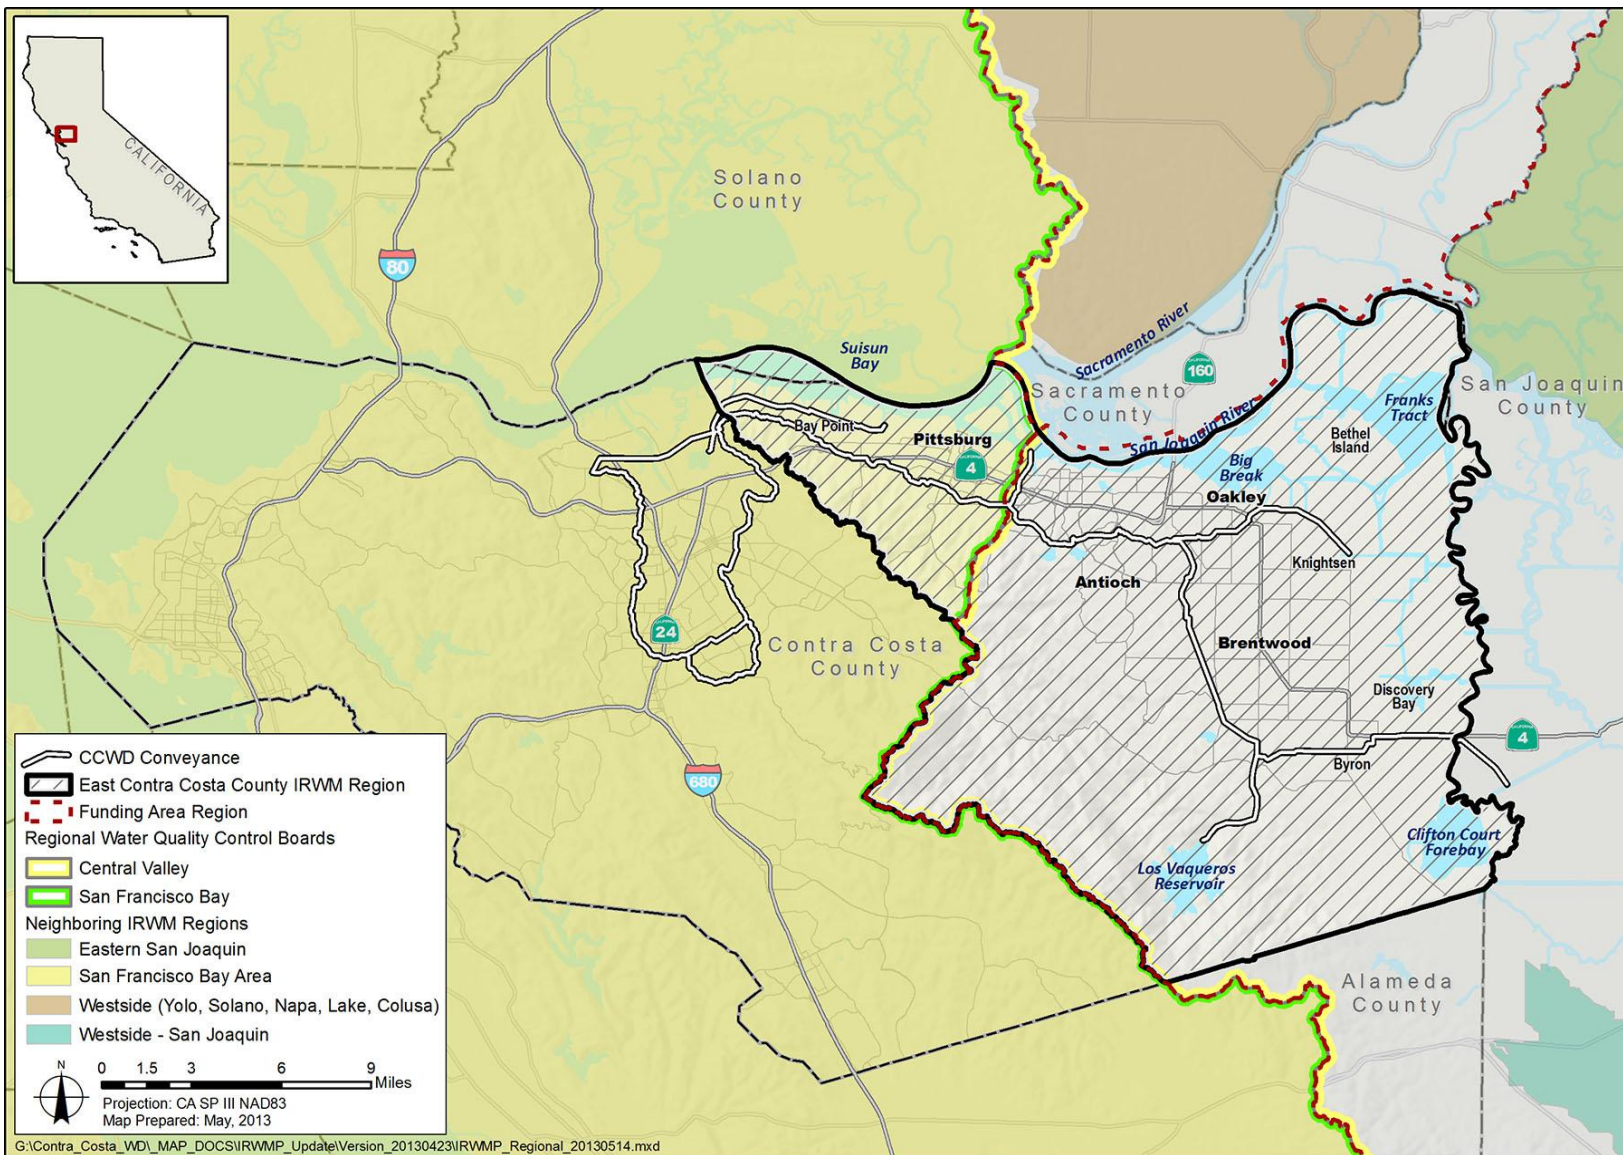 CALIFORNIA
Solano
County
80
Suisun
Bay
Sacramento River
160
Sacramento
County
San Joaquin
County
Franks
Tract
San Joaquin River
Bethel
Island
Bay Point
Pittsburg
CALIFORNIA
4
Big
Break
Oakley
Knightsen
Antioch
24
Contra Costa
County
Brentwood
Discovery
Bay
4
Byron
680
Clifton Court
Forebay
Los Vaqueros
Reservoir
Alameda
County
CCWD Conveyance
East Contra Costa County IRWM Region
Funding Area Region
Regional Water Quality Control Boards
Central Valley
San Francisco Bay
Neighboring IRWM Regions
Eastern San Joaquin
San Francisco Bay Area
Westside (Yolo, Solano, Napa, Lake, Colusa)
Westside - San Joaquin
N
0 1.5 3 6 9
Miles
Projection: CA SP III NAD83
Map Prepared: May, 2013
G:\Contra_Costa_WD\_MAP_DOCS\IRWMP_Update\Version_20130423\IRWMP_Regional_20130514.mxd